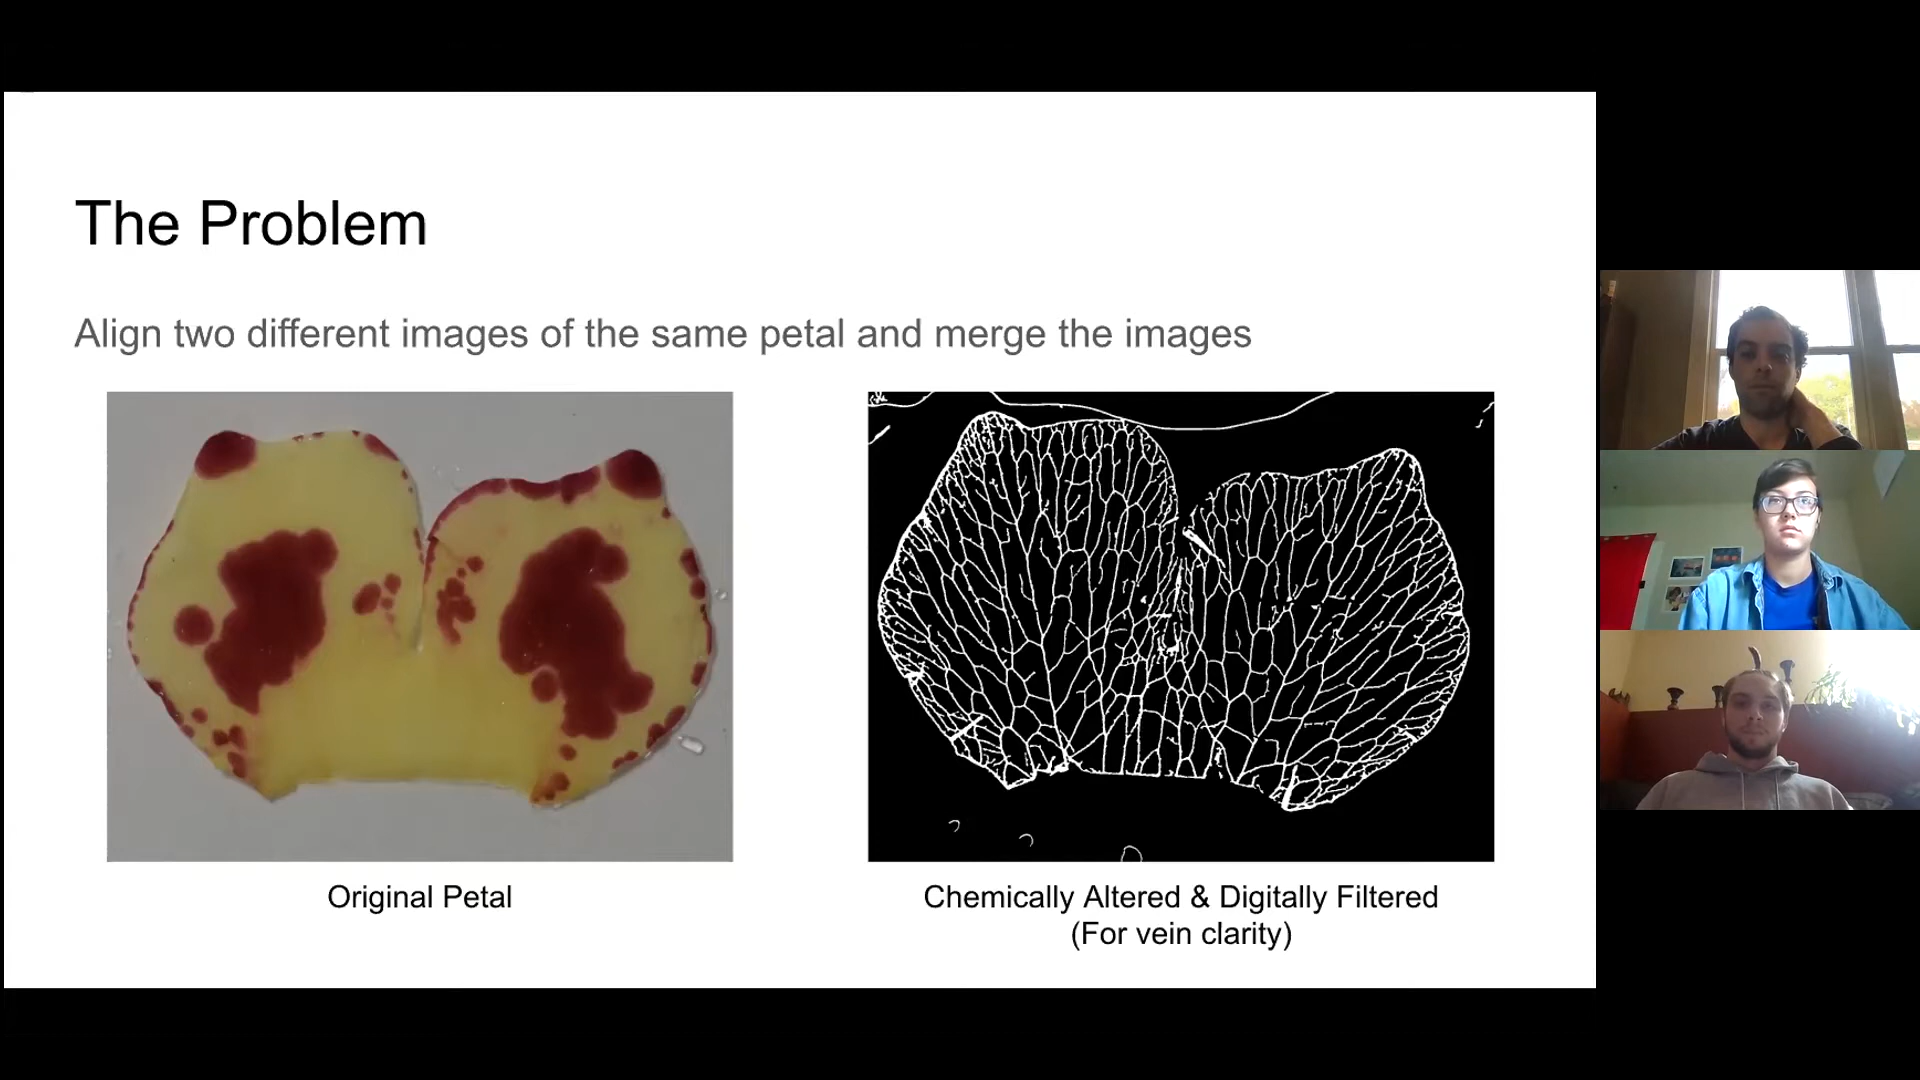 The Problem
Align two different images of the same petal and merge the images
Original Petal
Chemically Altered & Digitally Filtered
(For vein clarity)